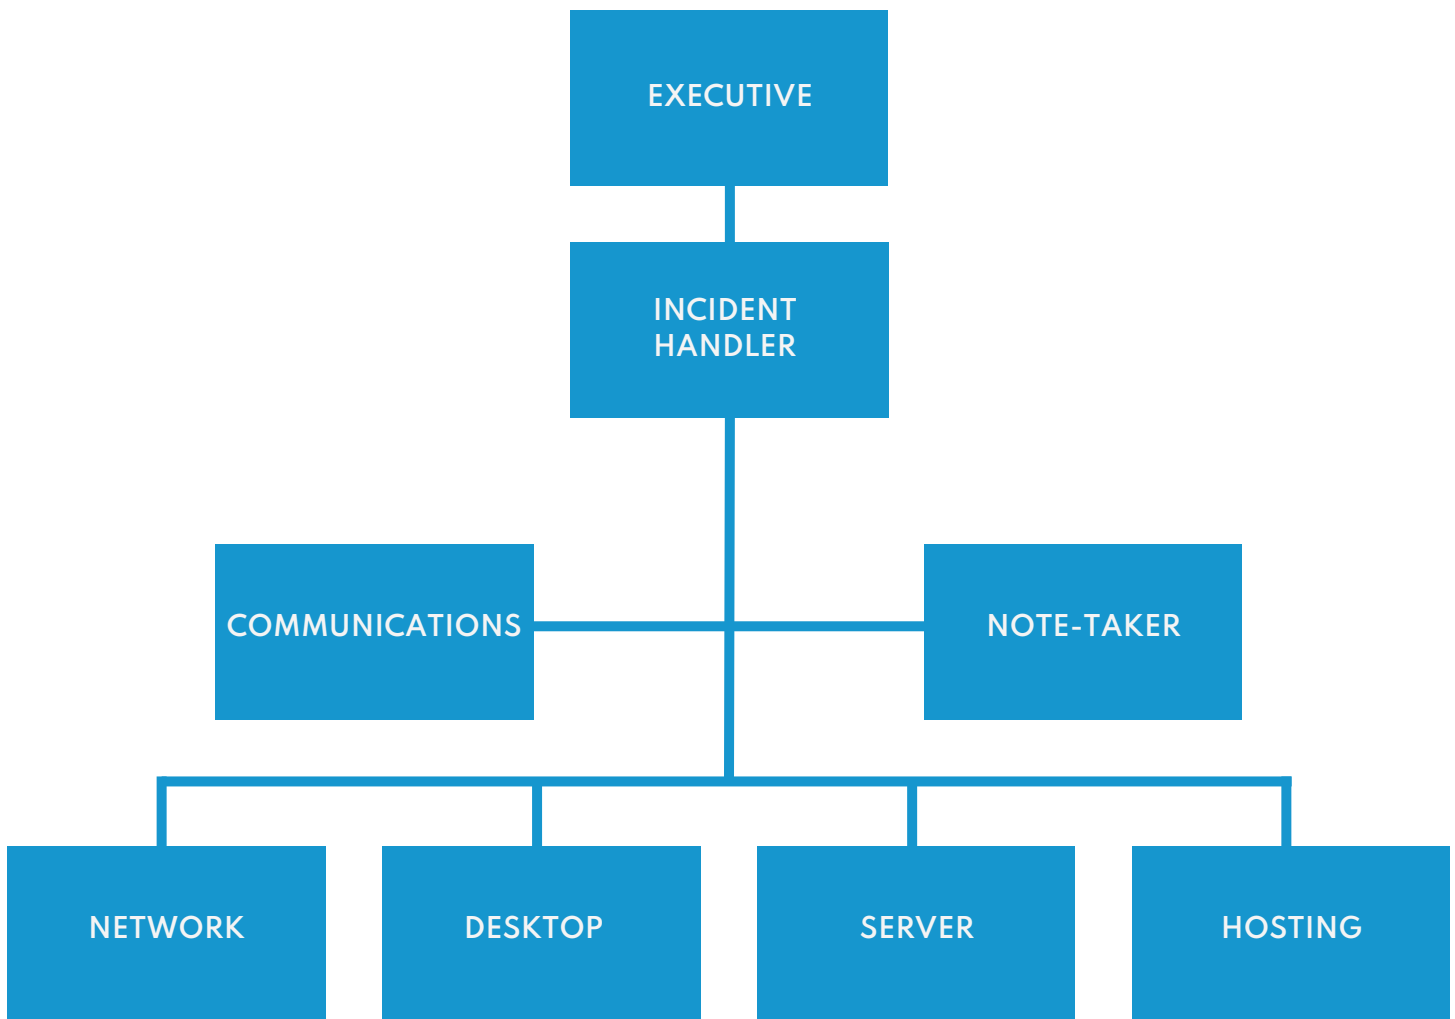 EXECUTIVE
INCIDENT
HANDLER
COMMUNICATIONS
NOTE-TAKER
NETWORK
DESKTOP
SERVER
HOSTING